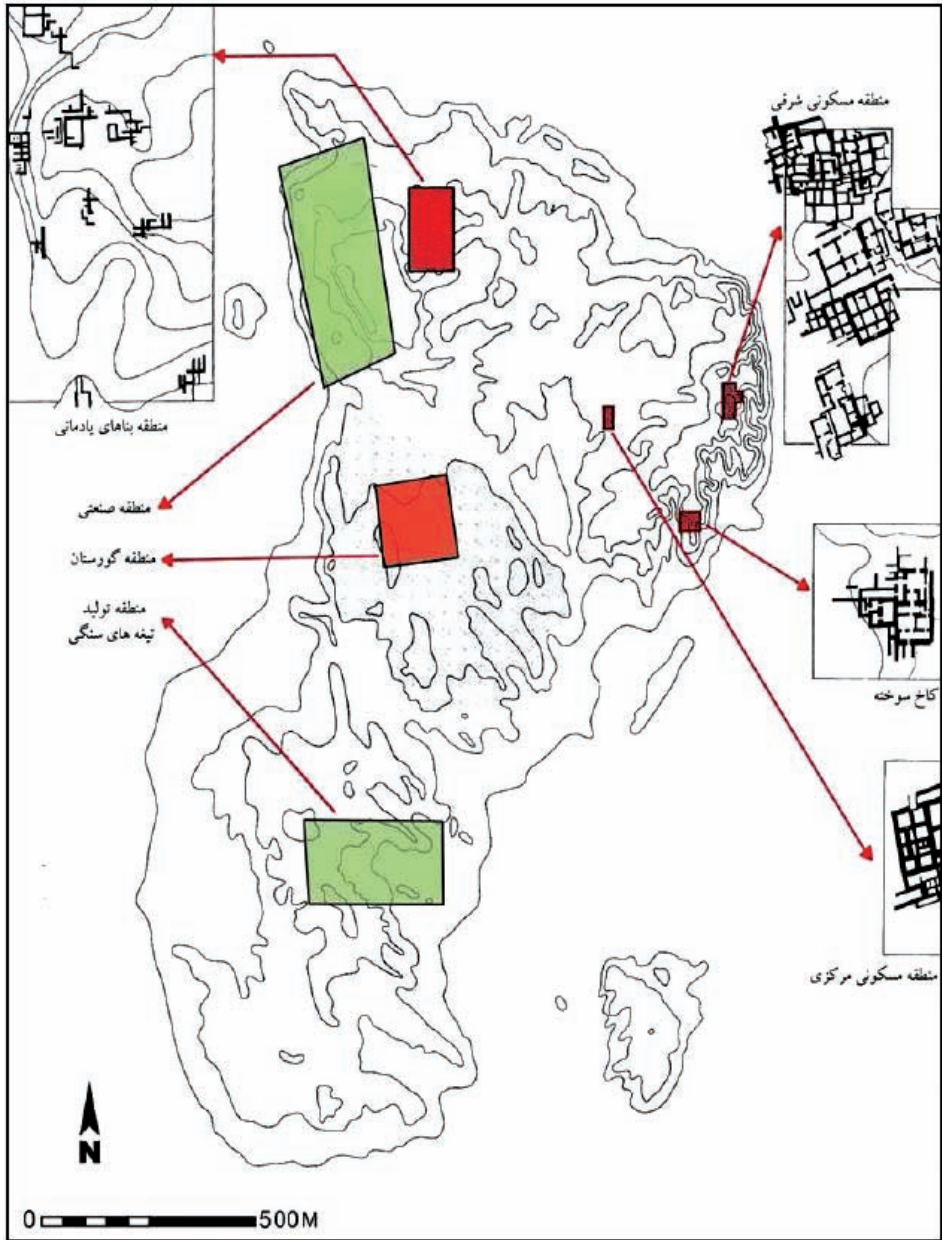 منطقه مسکونی شرقی
منطقه بناهای یادمانی
منطقه صنعتی
منطقه گورستان
منطقه تولید
تیغه های سنگی
کاخ سوخته
منطقه مسکونی مرکزی
N
0 500M